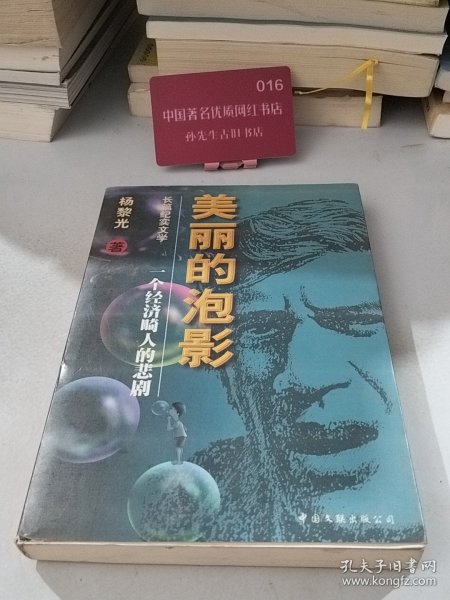 016
中国著名优质网红书店
孙先生古旧书店
美丽的泡影
长篇纪实文学
一个经济畸人的悲剧
杨黎光
著
中国文联出版公司
孔夫子旧书网
www.kongfz.com